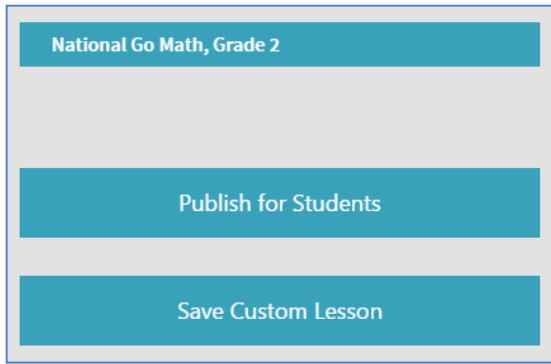 National Go Math, Grade 2
Publish for Students
Save Custom Lesson